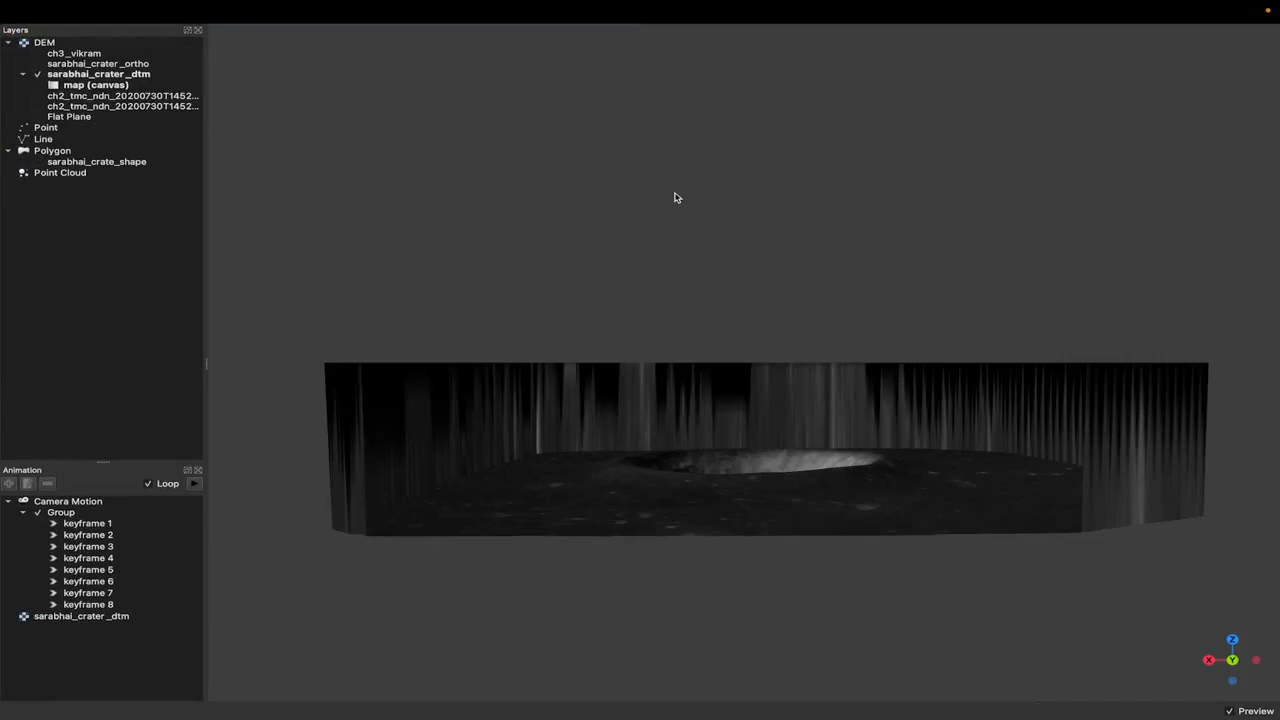 Layers
DEM
ch3_vikram
sarabhai_crater_ortho
sarabhai_crater_dtm
map (canvas)
ch2_tmc_ndn_20200730T1452...
ch2_tmc_ndn_20200730T1452...
Flat Plane
Point
Line
Polygon
sarabhai_crate_shape
Point Cloud
Animation
Loop
Camera Motion
Group
keyframe 1
keyframe 2
keyframe 3
keyframe 4
keyframe 5
keyframe 6
keyframe 7
keyframe 8
sarabhai_crater_dtm
Z
X Y
Preview